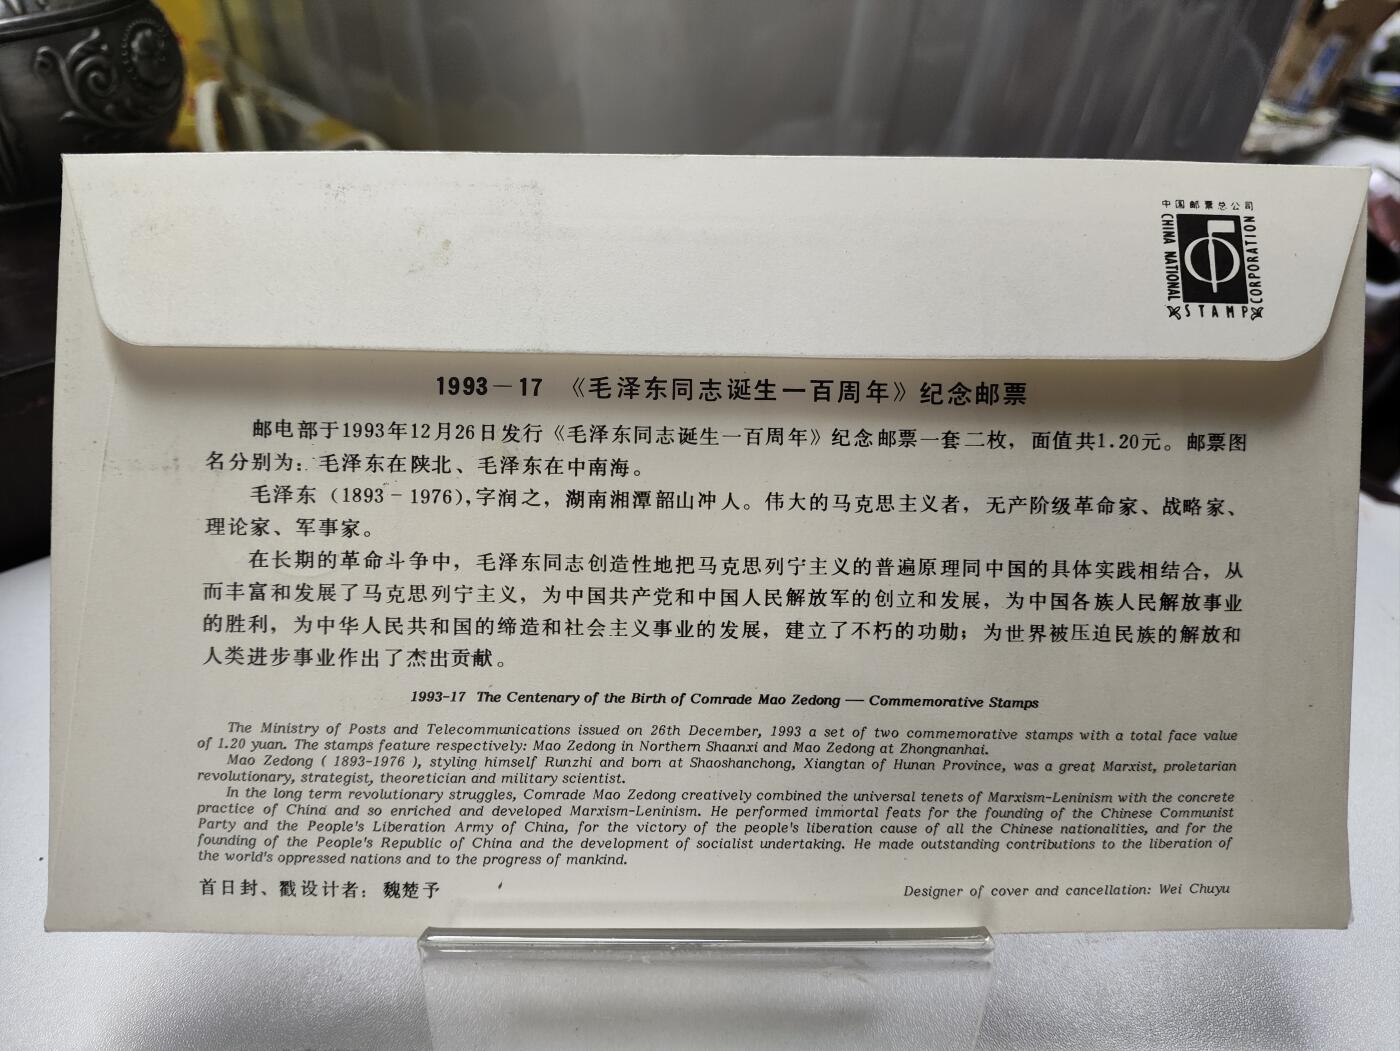 中国邮票总公司
CHINA NATIONAL
STAMP
CORPORATION
1993－17 《毛泽东同志诞生一百周年》纪念邮票
邮电部于1993年12月26日发行《毛泽东同志诞生一百周年》纪念邮票一套二枚，面值共1.20元。邮票图
名分别为：毛泽东在陕北、毛泽东在中南海。
毛泽东（1893－1976），字润之，湖南湘潭韶山冲人。伟大的马克思主义者，无产阶级革命家、战略家、
理论家、军事家。
在长期的革命斗争中，毛泽东同志创造性地把马克思列宁主义的普遍原理同中国的具体实践相结合，从
而丰富和发展了马克思列宁主义，为中国共产党和中国人民解放军的创立和发展，为中国各族人民解放事业
的胜利，为中华人民共和国的缔造和社会主义事业的发展，建立了不朽的功勋；为世界被压迫民族的解放和
人类进步事业作出了杰出贡献。
1993-17 The Centenary of the Birth of Comrade Mao Zedong — Commemorative Stamps
The Ministry of Posts and Telecommunications issued on 26th December, 1993 a set of two commemorative stamps with a total face value
of 1.20 yuan. The stamps feature respectively: Mao Zedong in Northern Shaanxi and Mao Zedong at Zhongnanhai.
Mao Zedong ( 1893-1976 ), styling himself Runzhi and born at Shaoshanchong, Xiangtan of Hunan Province, was a great Marxist, proletarian
revolutionary, strategist, theoretician and military scientist.
In the long term revolutionary struggles, Comrade Mao Zedong creatively combined the universal tenets of Marxism-Leninism with the concrete
practice of China and so enriched and developed Marxism-Leninism. He performed immortal feats for the founding of the Chinese Communist
Party and the People's Liberation Army of China, for the victory of the people's liberation cause of all the Chinese nationalities, and for the
founding of the People's Republic of China and the development of socialist undertaking. He made outstanding contributions to the liberation of
the world's oppressed nations and to the progress of mankind.
首日封、戳设计者：魏楚予
Designer of cover and cancellation: Wei Chuyu